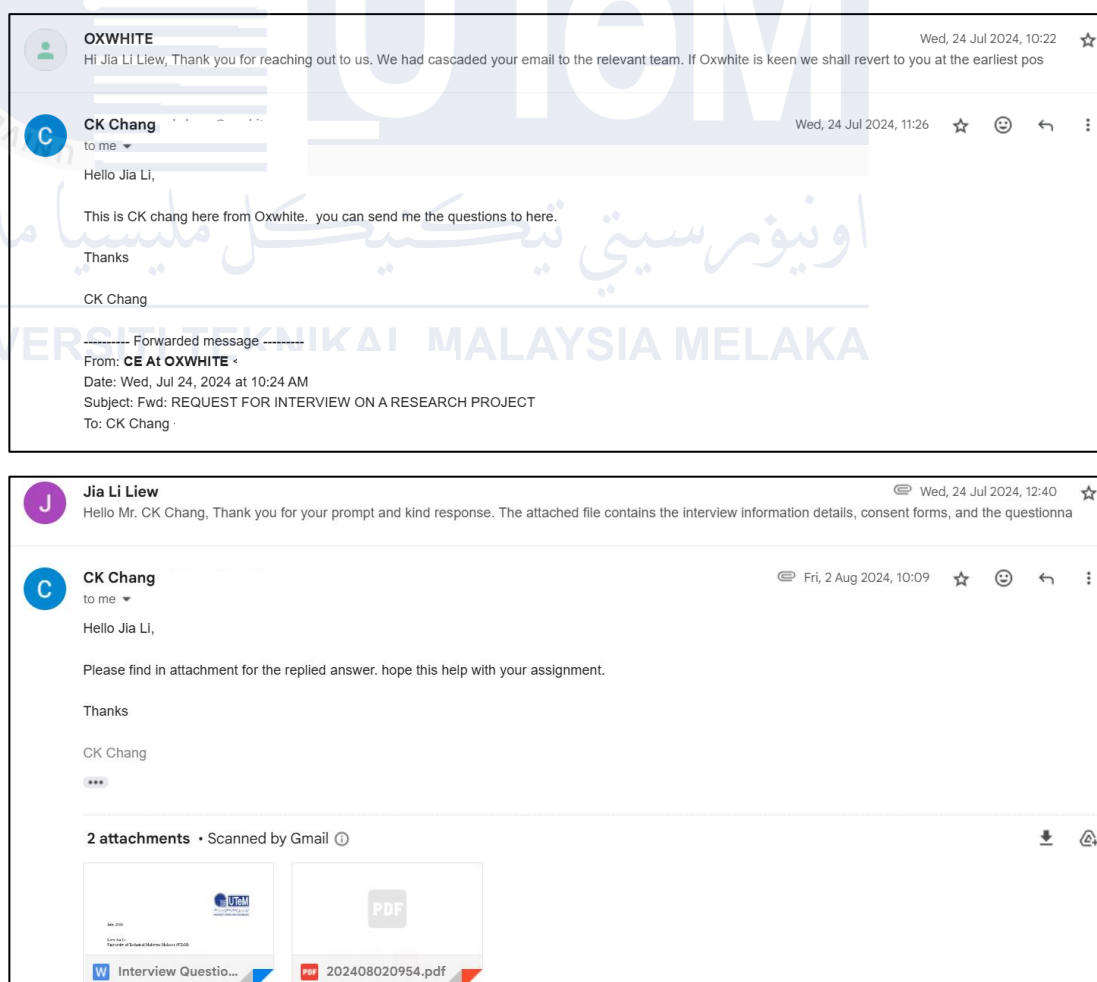 OXWHITE
Wed, 24 Jul 2024, 10:22
Hi Jia Li Liew, Thank you for reaching out to us. We had cascaded your email to the relevant team. If Oxwhite is keen we shall revert to you at the earliest pos
C
CK Chang
Wed, 24 Jul 2024, 11:26
to me
Hello Jia Li,
This is CK chang here from Oxwhite. you can send me the questions to here.
Thanks
CK Chang
---------- Forwarded message ---------
From: CE At OXWHITE <
Date: Wed, Jul 24, 2024 at 10:24 AM
Subject: Fwd: REQUEST FOR INTERVIEW ON A RESEARCH PROJECT
To: CK Chang
UTeM
اونيۏرسيتي تيكنيكل مليسيا
VERSITI TEKNIKAL MALAYSIA MELAKA
J
Jia Li Liew
Wed, 24 Jul 2024, 12:40
Hello Mr. CK Chang, Thank you for your prompt and kind response. The attached file contains the interview information details, consent forms, and the questionna
C
CK Chang
Fri, 2 Aug 2024, 10:09
to me
Hello Jia Li,
Please find in attachment for the replied answer. hope this help with your assignment.
Thanks
CK Chang
•••
2 attachments • Scanned by Gmail
UTeM
PDF
W Interview Questio...
PDF 202408020954.pdf